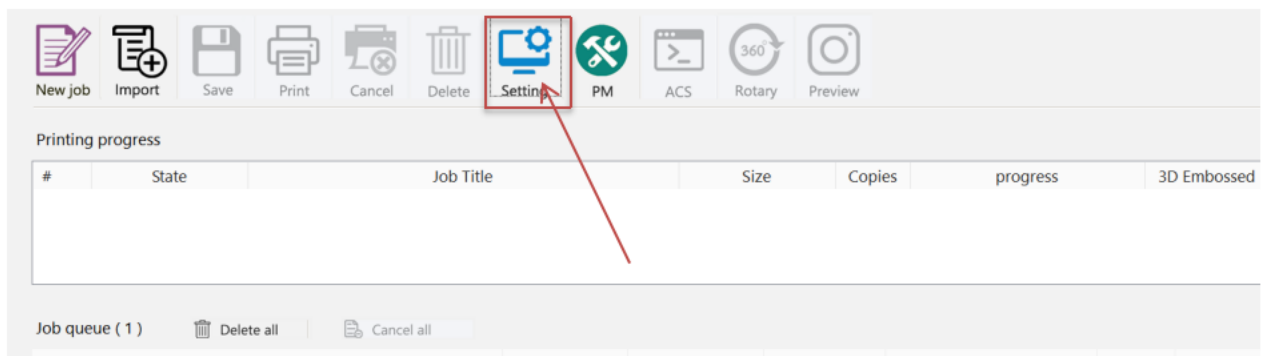 New job Import Save Print Cancel Delete Setting PM ACS 360° Rotary Preview
Printing progress
# State Job Title Size Copies progress 3D Embossed
Job queue ( 1 ) Delete all Cancel all